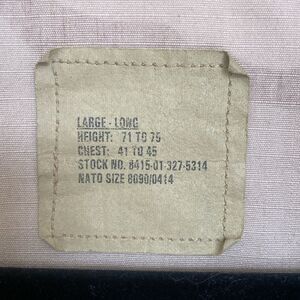 LARGE - LONG
HEIGHT: 71 TO 75
CHEST: 41 TO 45
STOCK NO. 8415-01-327-5314
NATO SIZE 8090/0414